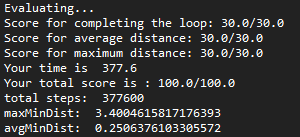 Evaluating...
Score for completing the loop: 30.0/30.0
Score for average distance: 30.0/30.0
Score for maximum distance: 30.0/30.0
Your time is  377.6
Your total score is : 100.0/100.0
total steps:  377600
maxMinDist:  3.4004615817176393
avgMinDist:  0.2506376103305572